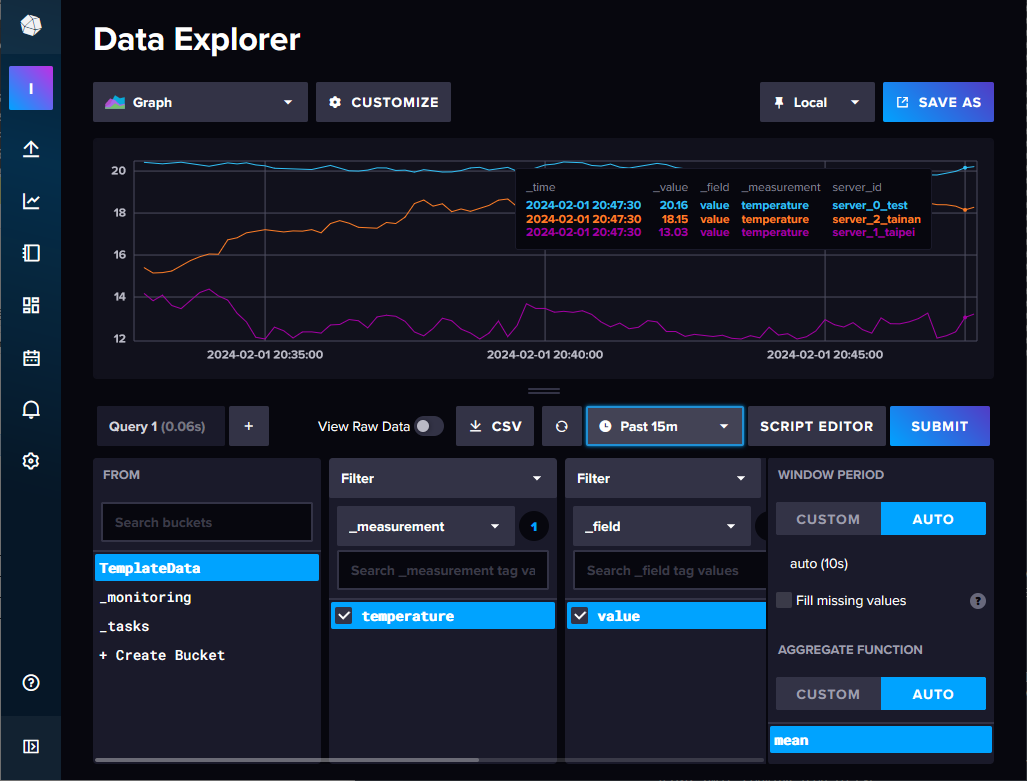 Data Explorer
I
Graph
CUSTOMIZE
Local
SAVE AS
20
18
16
14
12
_time _value _field _measurement server_id
2024-02-01 20:47:30 20.16 value temperature server_0_test
2024-02-01 20:47:30 18.15 value temperature server_2_tainan
2024-02-01 20:47:30 13.03 value temperature server_1_taipei
2024-02-01 20:35:00 2024-02-01 20:40:00 2024-02-01 20:45:00
Query 1 (0.06s)
+
View Raw Data
CSV
Past 15m
SCRIPT EDITOR
SUBMIT
FROM
Search buckets
TemplateData
_monitoring
_tasks
+ Create Bucket
Filter
_measurement
1
Search _measurement tag va
temperature
Filter
_field
Search _field tag values
value
WINDOW PERIOD
CUSTOM
AUTO
auto (10s)
Fill missing values
?
AGGREGATE FUNCTION
CUSTOM
AUTO
mean